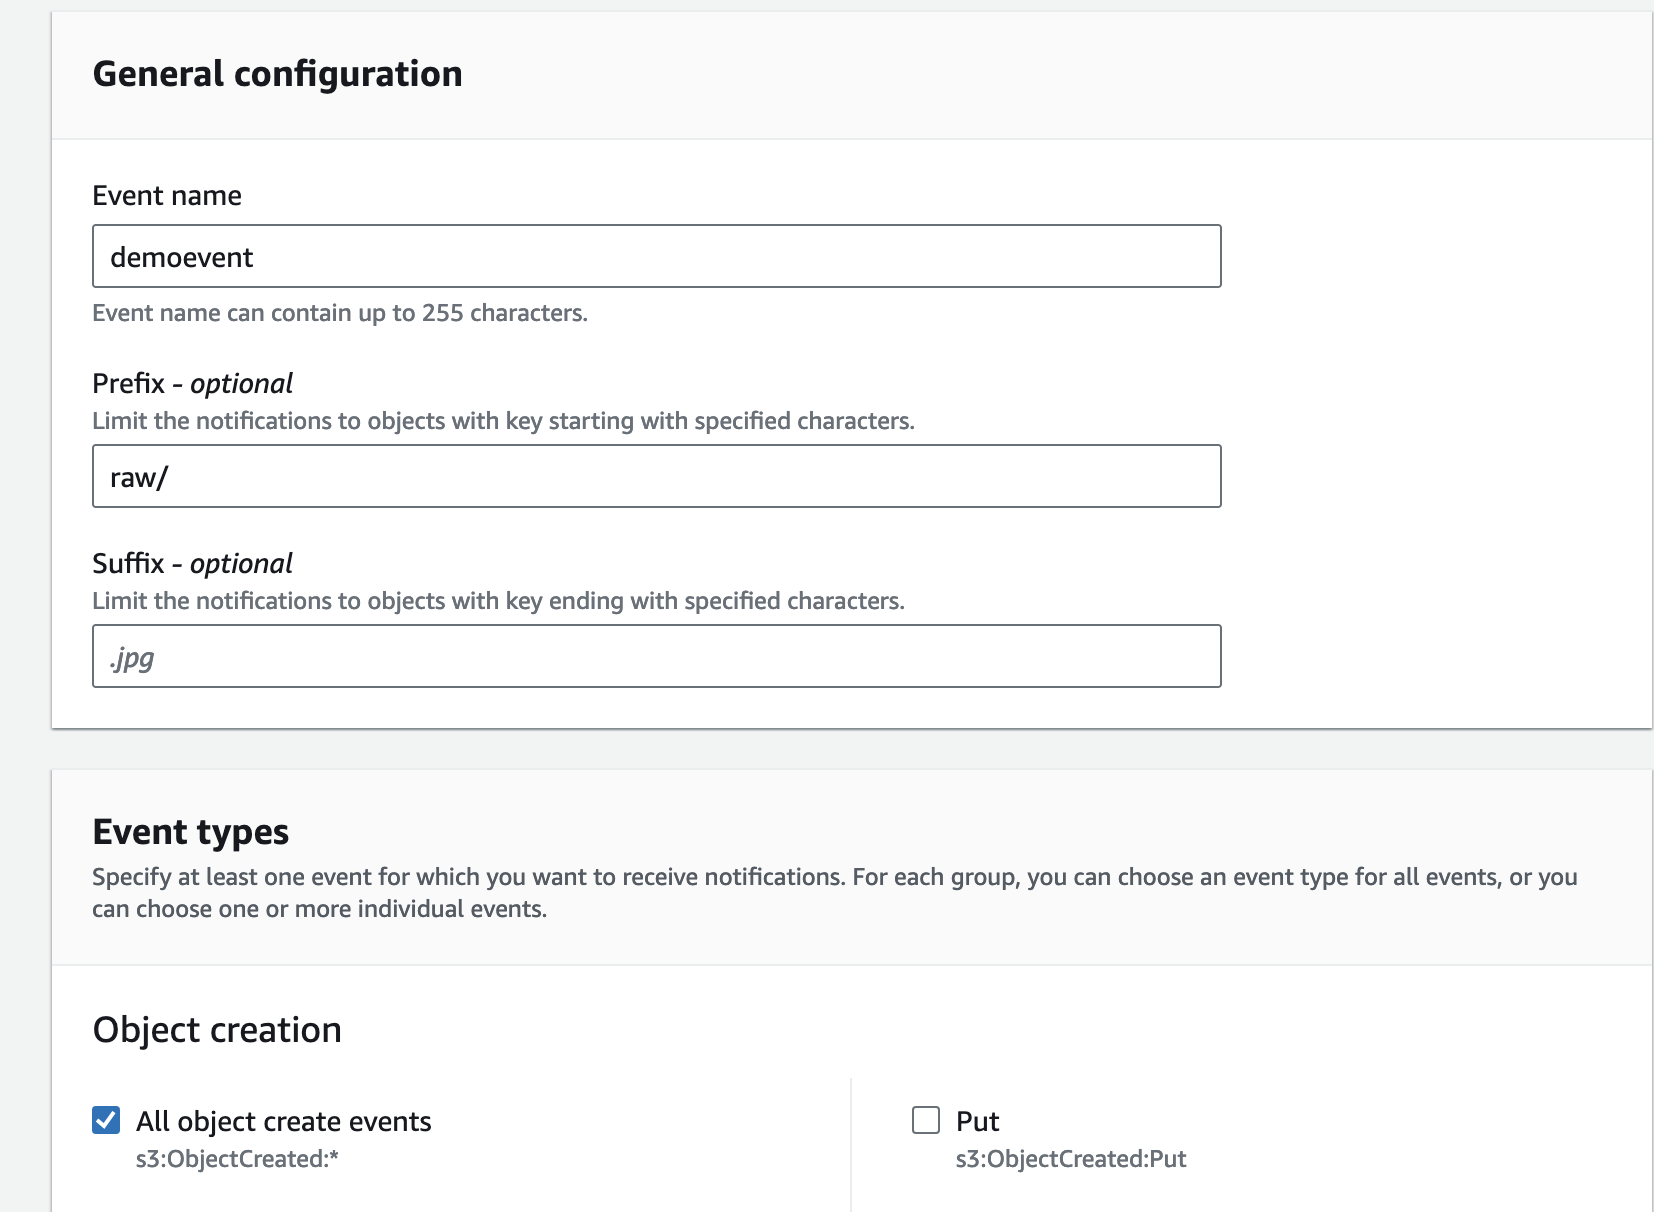 General configuration
Event name
demoevent
Event name can contain up to 255 characters.
Prefix - optional
Limit the notifications to objects with key starting with specified characters.
raw/
Suffix - optional
Limit the notifications to objects with key ending with specified characters.
.jpg
Event types
Specify at least one event for which you want to receive notifications. For each group, you can choose an event type for all events, or you
can choose one or more individual events.
Object creation
All object create events
s3:ObjectCreated:*
Put
s3:ObjectCreated:Put